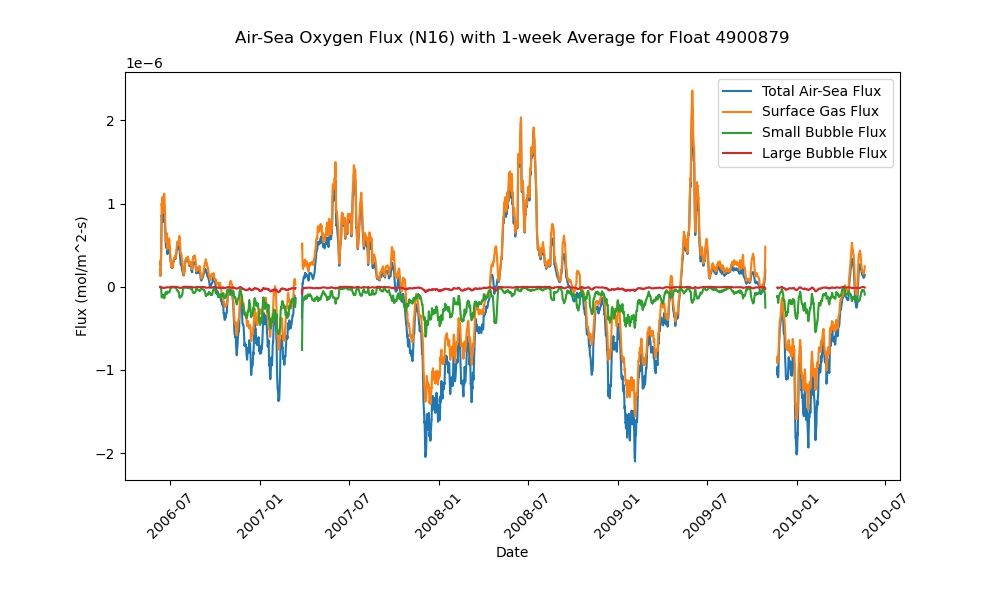 Air-Sea Oxygen Flux (N16) with 1-week Average for Float 4900879
1e−6
Total Air-Sea Flux
Surface Gas Flux
Small Bubble Flux
Large Bubble Flux
2
1
0
−1
−2
Flux (mol/m^2-s)
2006-07
2007-01
2007-07
2008-01
2008-07
2009-01
2009-07
2010-01
2010-07
Date